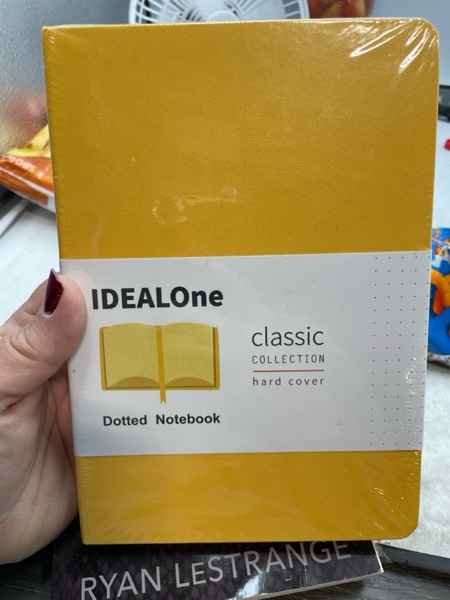 IDEALOne
Dotted Notebook
classic
COLLECTION
hard cover
RYAN LESTRANGE